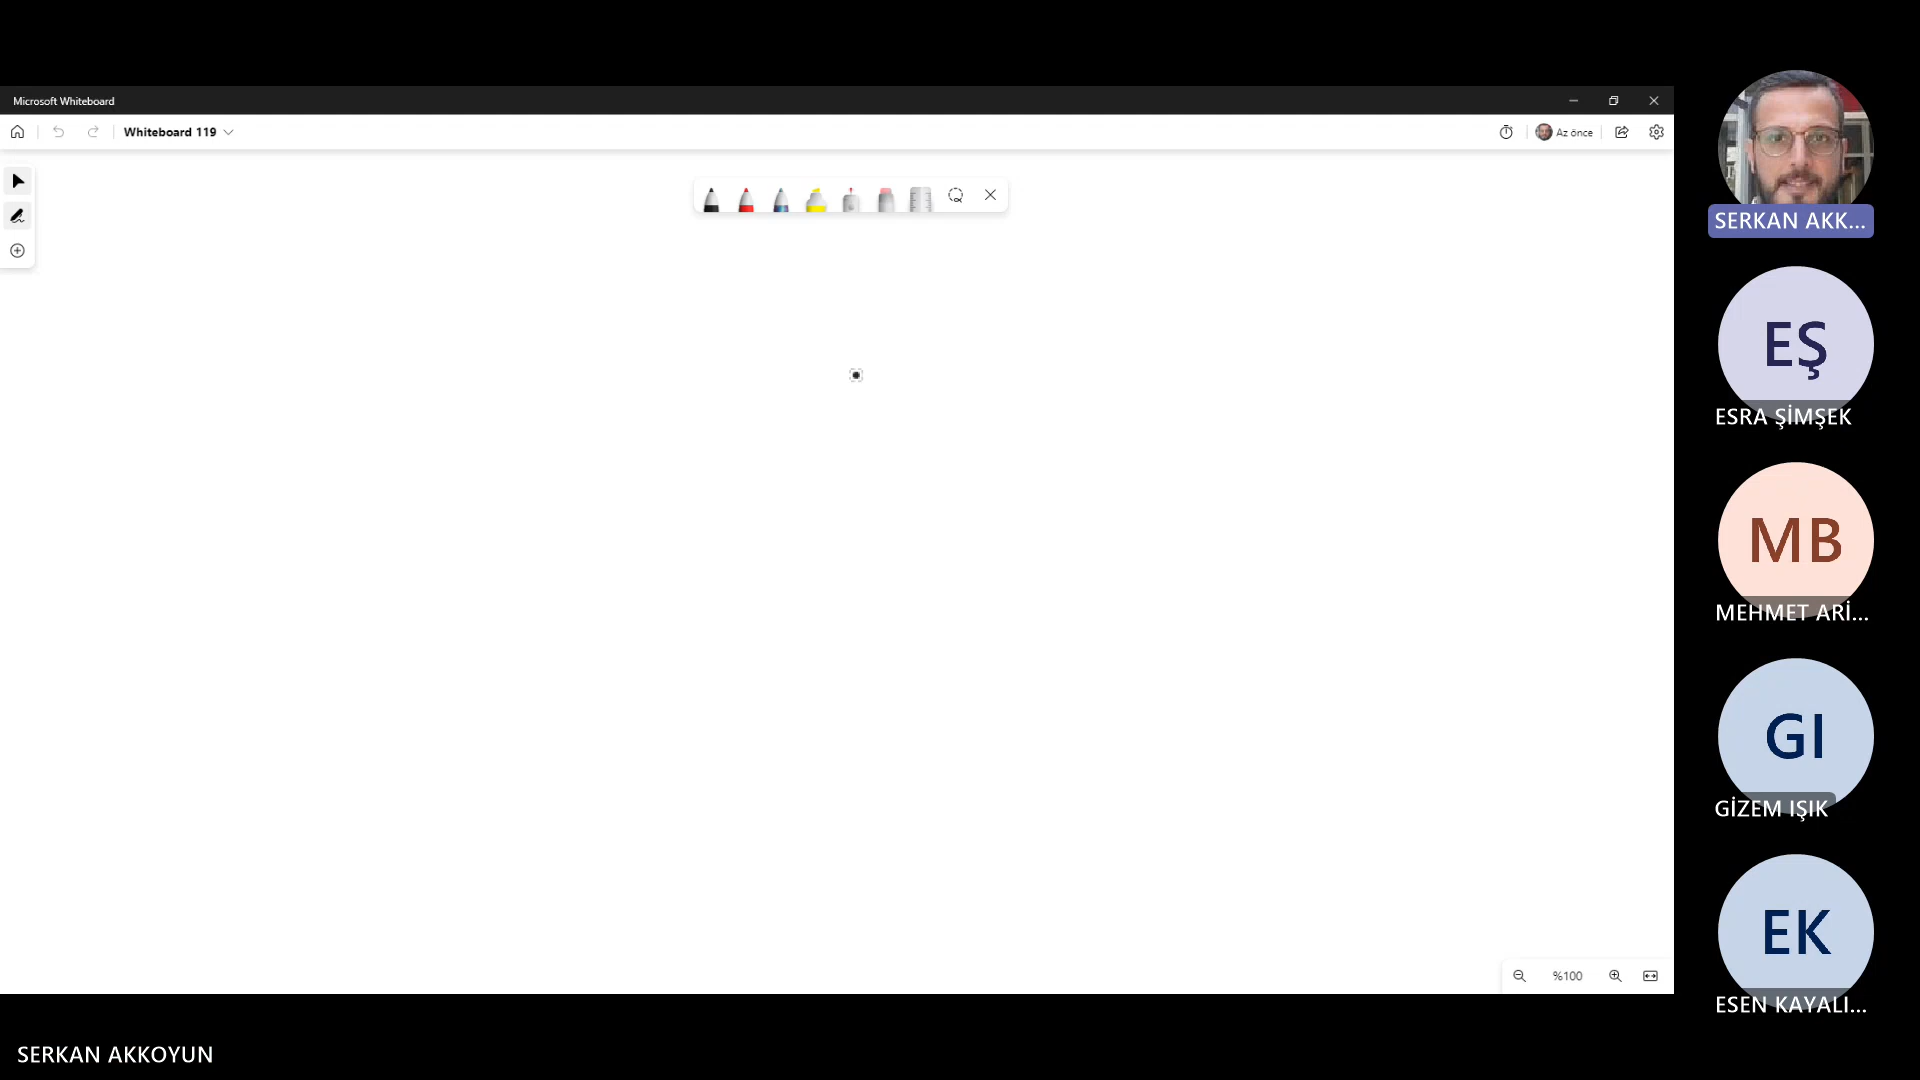 Microsoft Whiteboard
Whiteboard 119
Az önce
SERKAN AKK...
EŞ
ESRA ŞİMŞEK
MB
MEHMET ARİ...
GI
GİZEM IŞIK
EK
ESEN KAYALI...
%100
SERKAN AKKOYUN